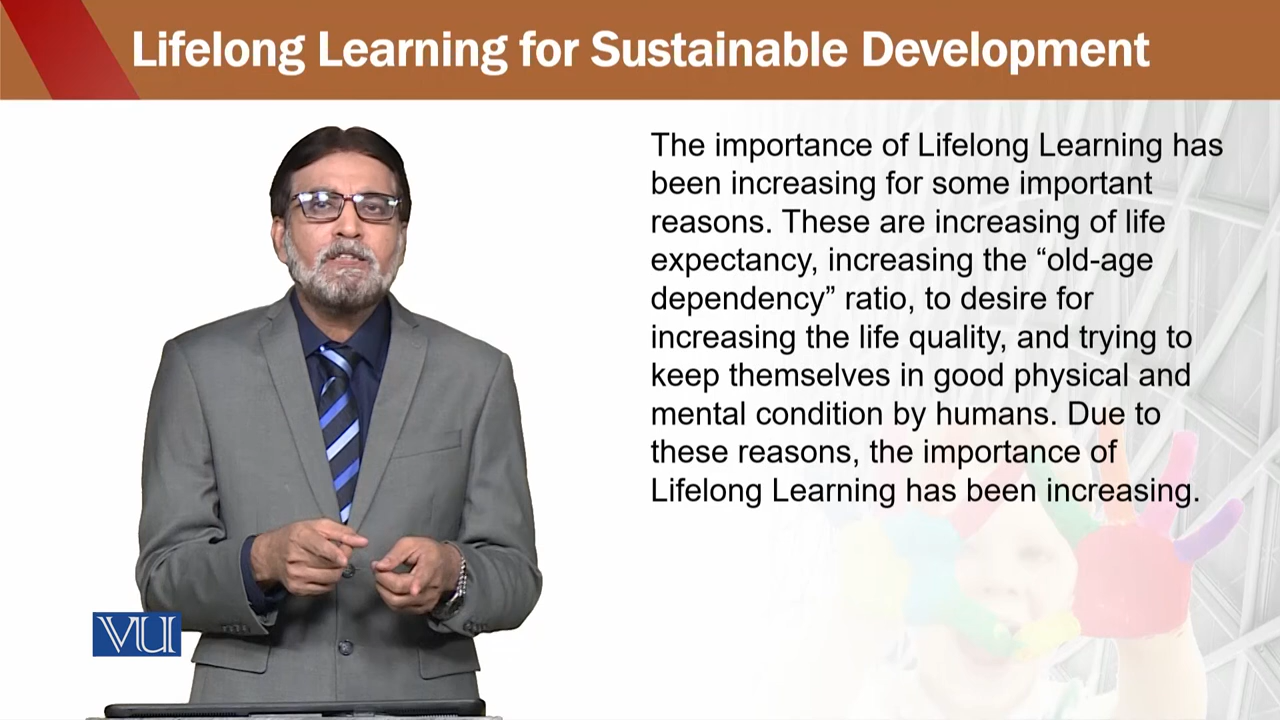 Lifelong Learning for Sustainable Development
The importance of Lifelong Learning has
been increasing for some important
reasons. These are increasing of life
expectancy, increasing the “old-age
dependency” ratio, to desire for
increasing the life quality, and trying to
keep themselves in good physical and
mental condition by humans. Due to
these reasons, the importance of
Lifelong Learning has been increasing.
VU